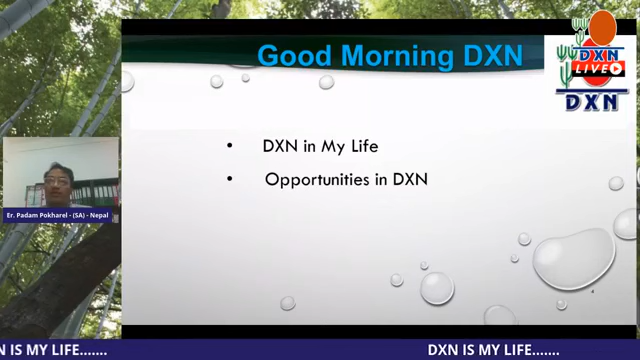 Good Morning DXN
DXN
LIVE
DXN
• DXN in My Life
• Opportunities in DXN
Er. Padam Pokharel - (SA) - Nepal
N IS MY LIFE....... DXN IS MY LIFE.......